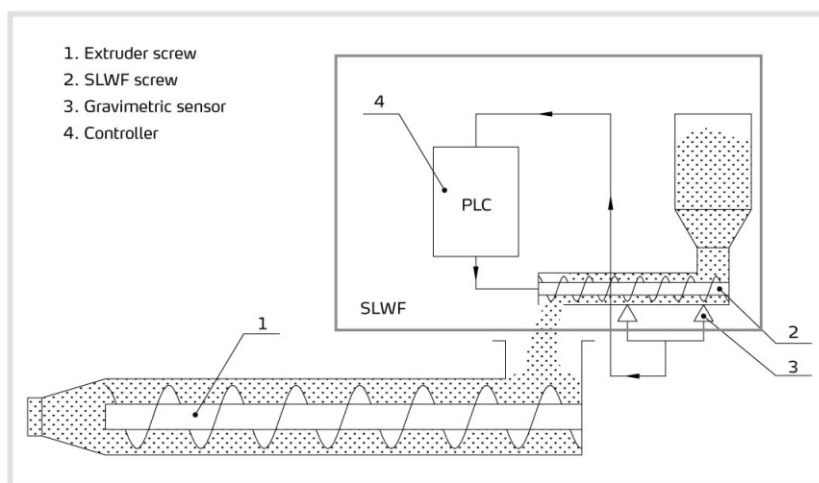 1. Extruder screw
2. SLWF screw
3. Gravimetric sensor
4. Controller
4
PLC
SLWF
1
2
3